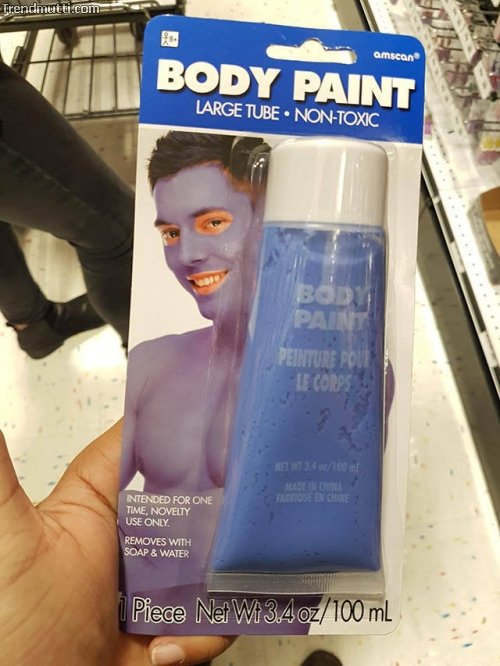 Trendmutti.com
8+
amscan®
BODY PAINT
LARGE TUBE • NON-TOXIC
BODY
PAINT
PEINTURE POUR
LE CORPS
NET WT 3.4 oz/100 ml
MADE IN CHINA
FABRIQUÉ EN CHINE
INTENDED FOR ONE
TIME, NOVELTY
USE ONLY.
REMOVES WITH
SOAP & WATER
1 Piece Net Wt 3.4 oz/100 mL